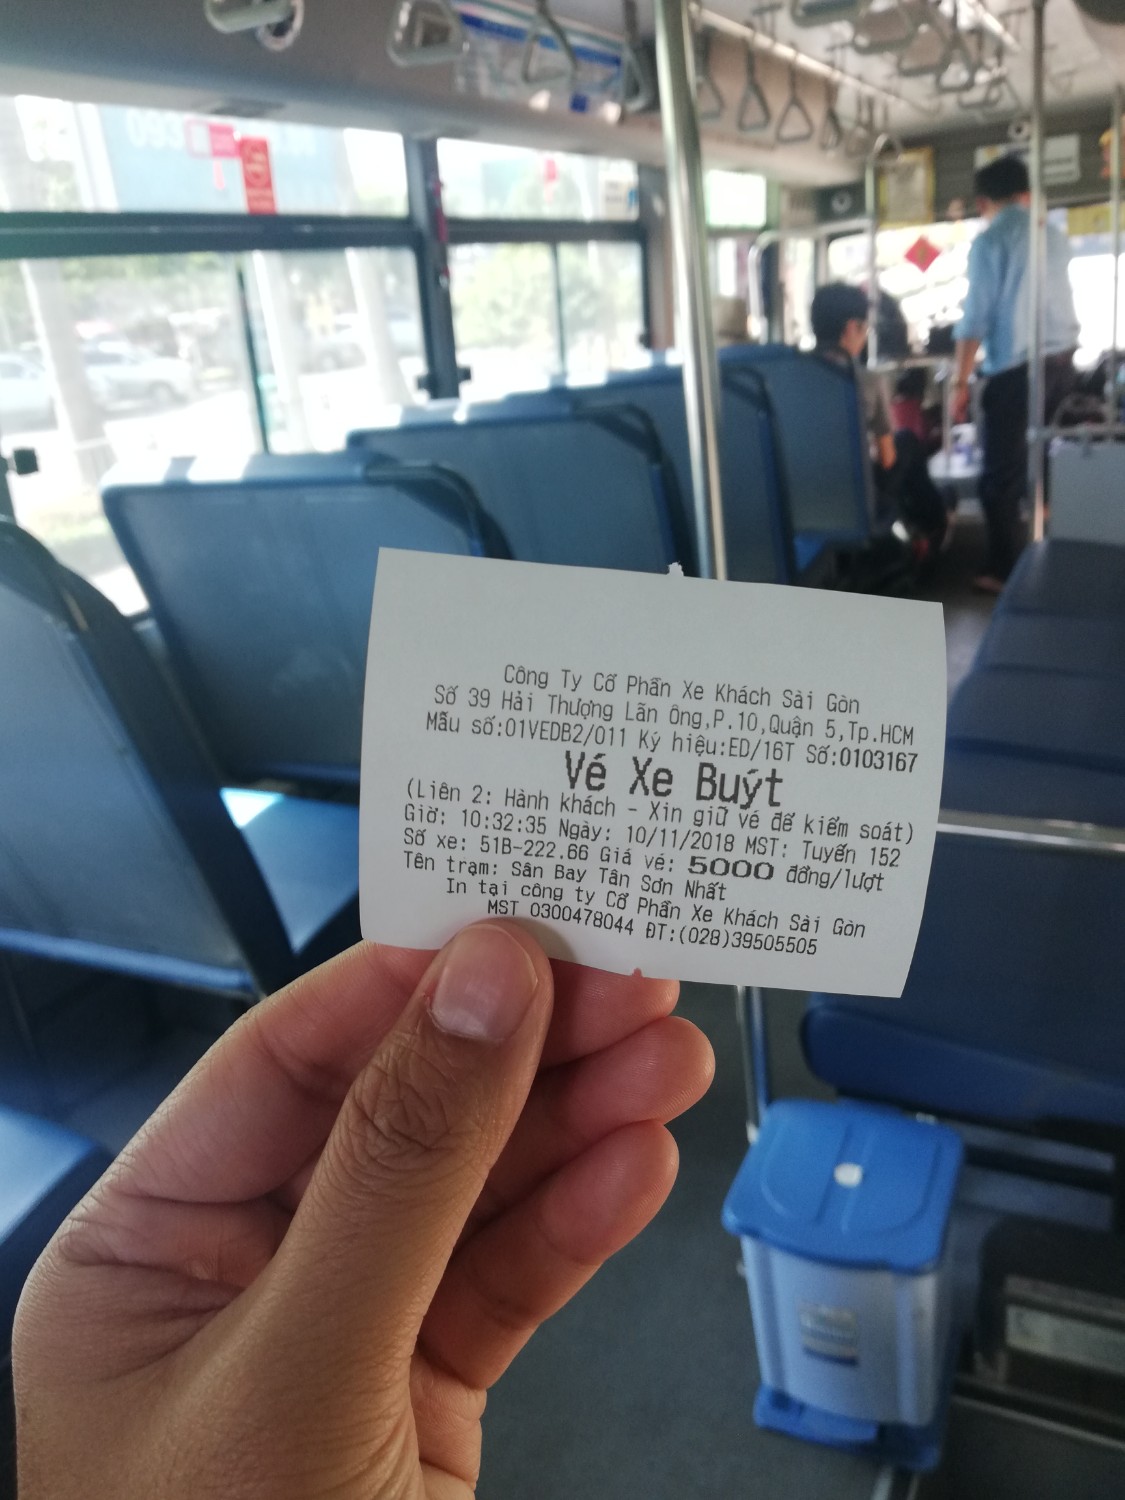 Công Ty Cổ Phần Xe Khách Sài Gòn
Số 39 Hải Thượng Lãn ông,P.10,Quận 5,Tp.HCM
Mẫu số:01VEDB2/011 Ký hiệu:ED/16T Số:0103167
Vé Xe Buýt
(Liên 2: Hành khách - Xin giữ vé để kiểm soát)
Giờ: 10:32:35 Ngày: 10/11/2018 MST: Tuyến 152
Số xe: 51B-222.66 Giá vé: 5000 đồng/lượt
Tên trạm: Sân Bay Tân Sơn Nhất
In tại công ty Cổ Phần Xe Khách Sài Gòn
MST 0300478044 ĐT:(028)39505505